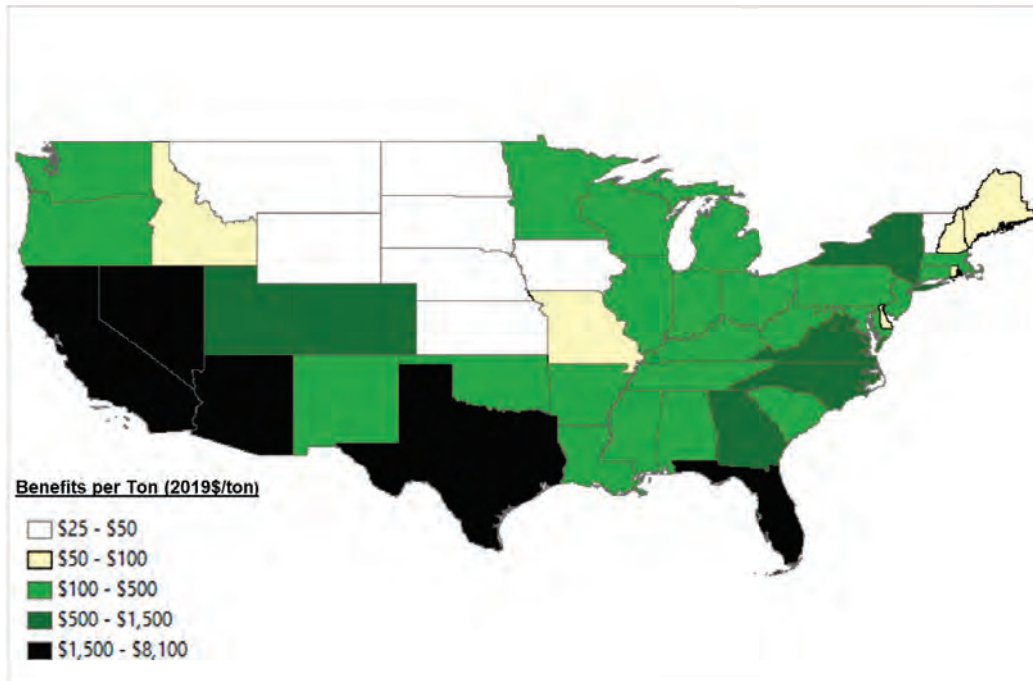 Benefits per Ton (2019$/ton)
$25 - $50
$50 - $100
$100 - $500
$500 - $1,500
$1,500 - $8,100